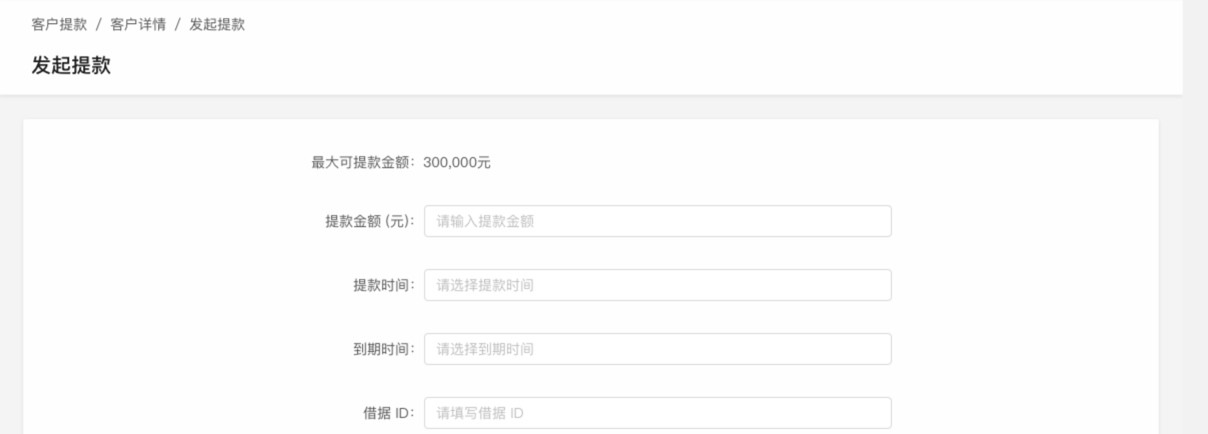 客户提款 / 客户详情 / 发起提款
发起提款
最大可提款金额： 300,000元
提款金额 (元)： 请输入提款金额
提款时间： 请选择提款时间
到期时间： 请选择到期时间
借据 ID： 请填写借据 ID